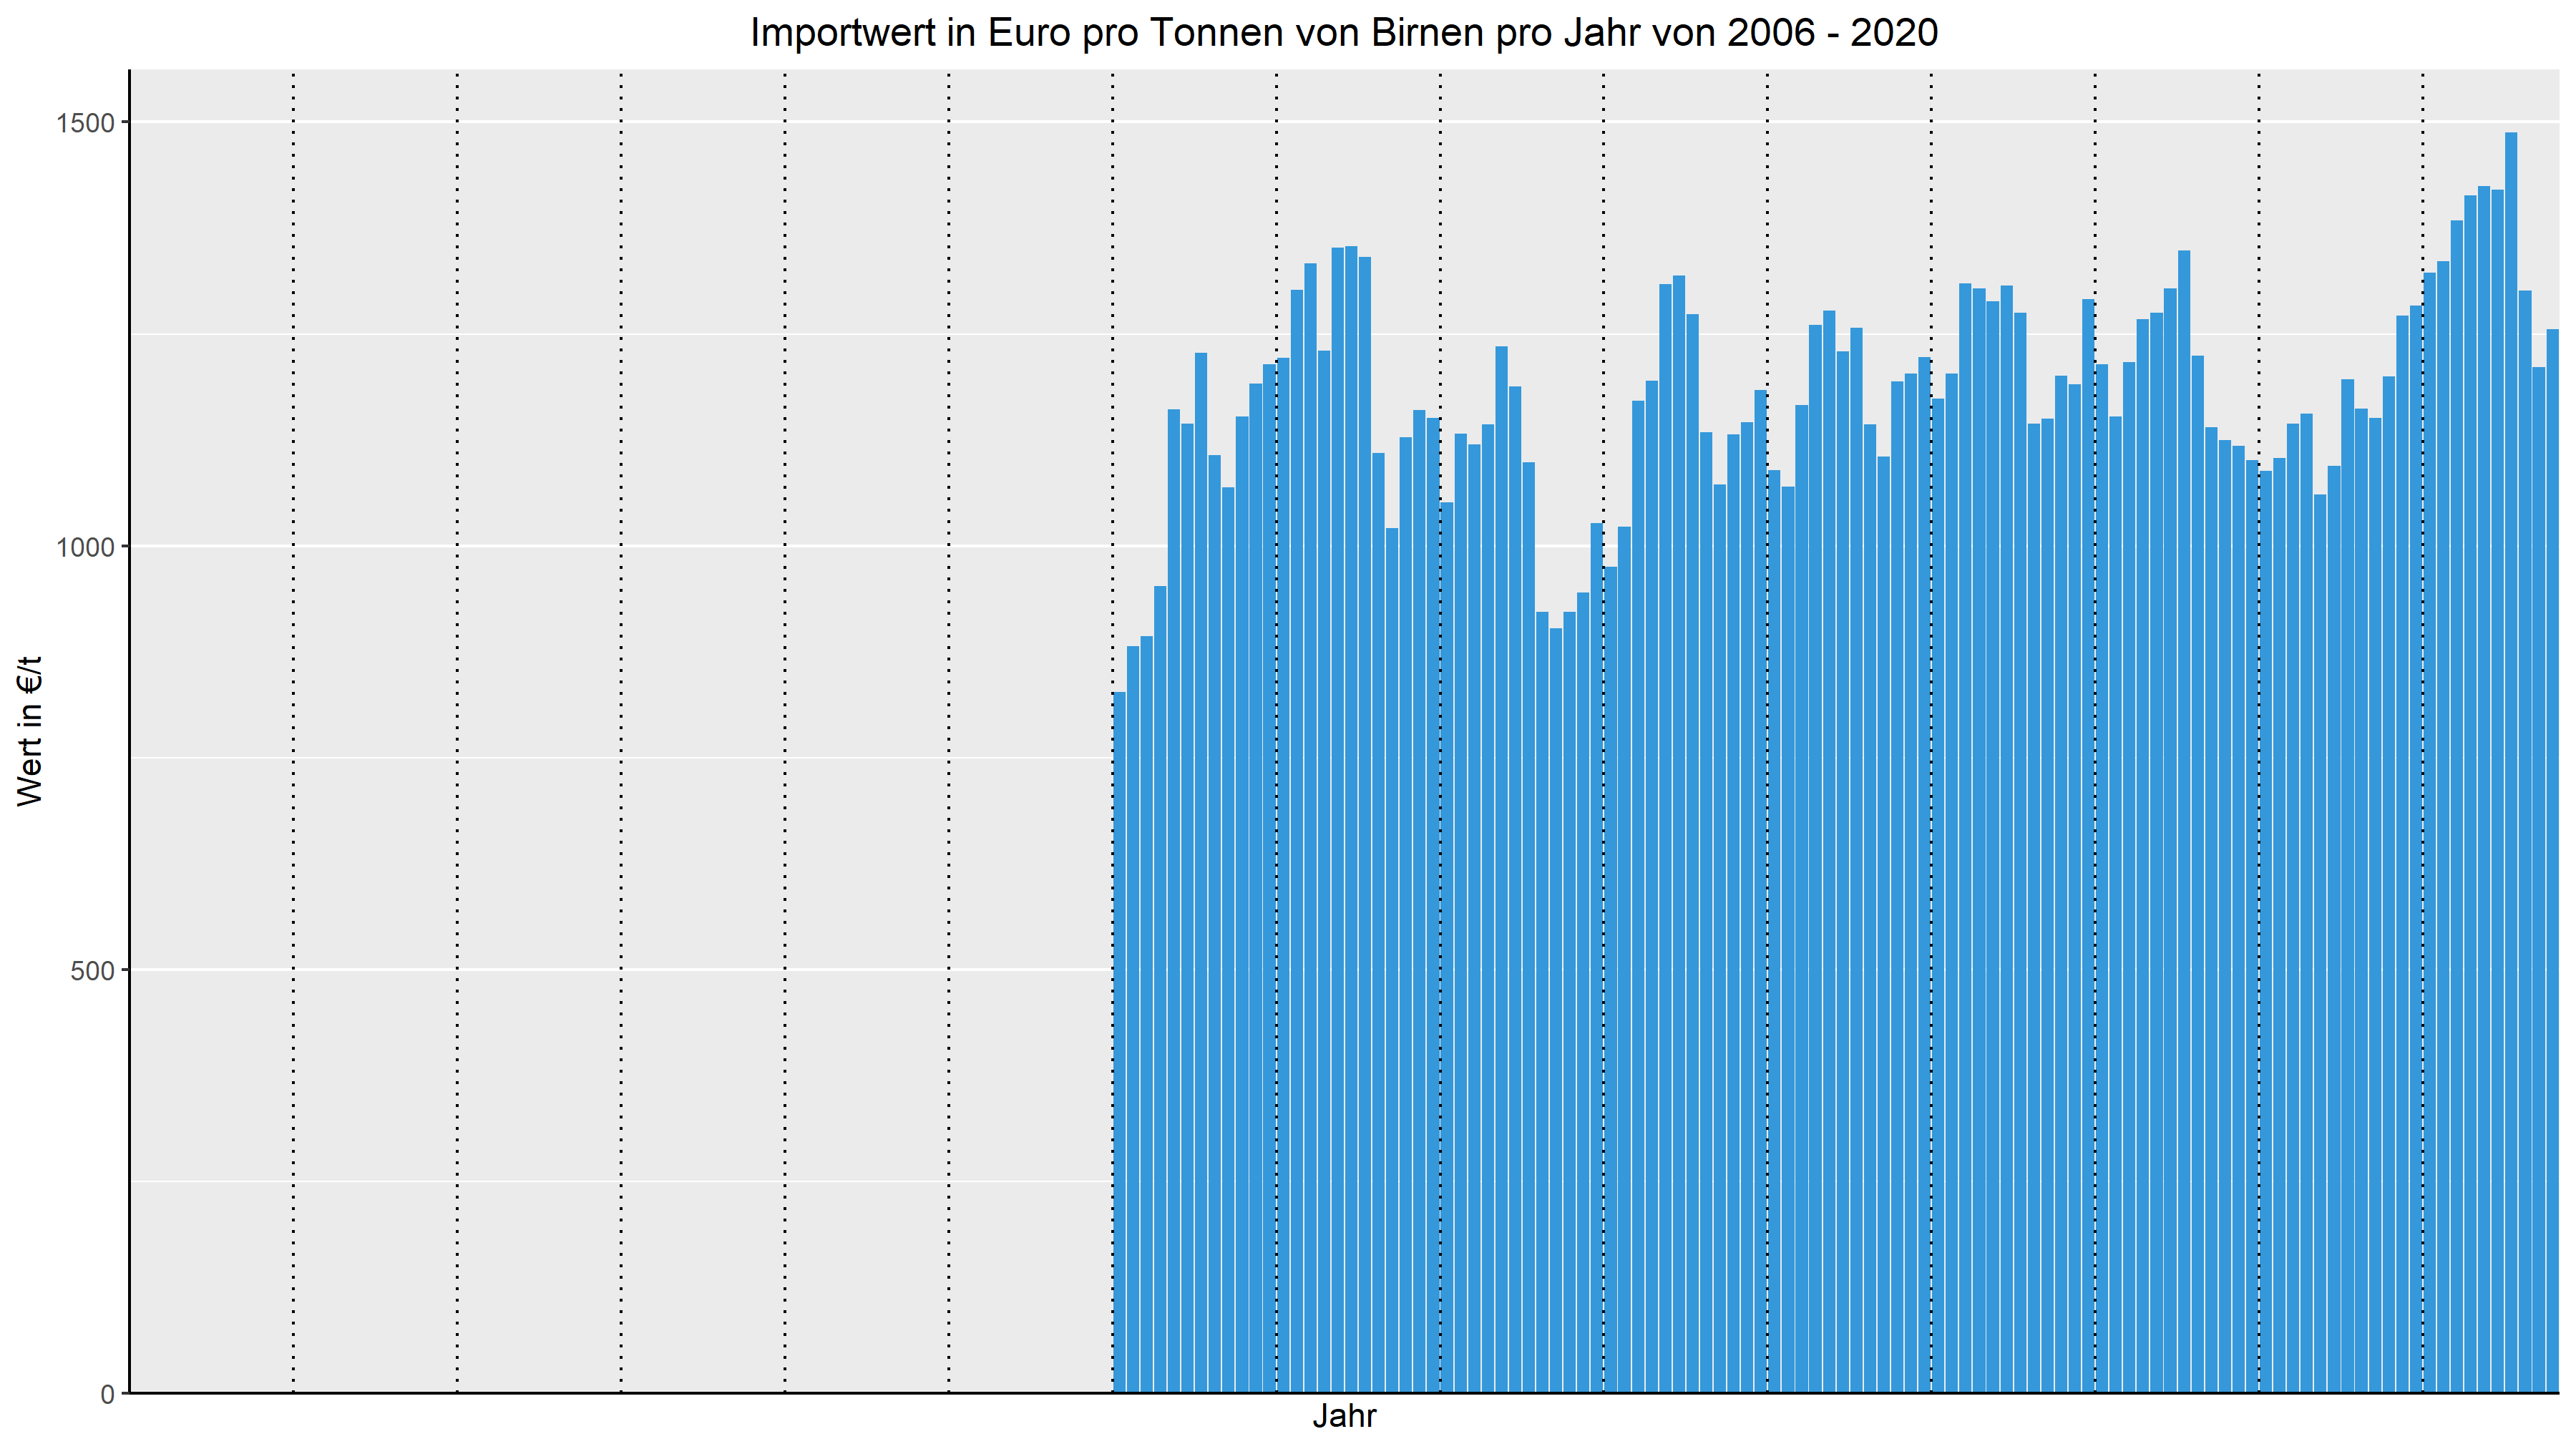 Importwert in Euro pro Tonnen von Birnen pro Jahr von 2006 - 2020
Wert in €/t
1500
1000
500
0
Jahr